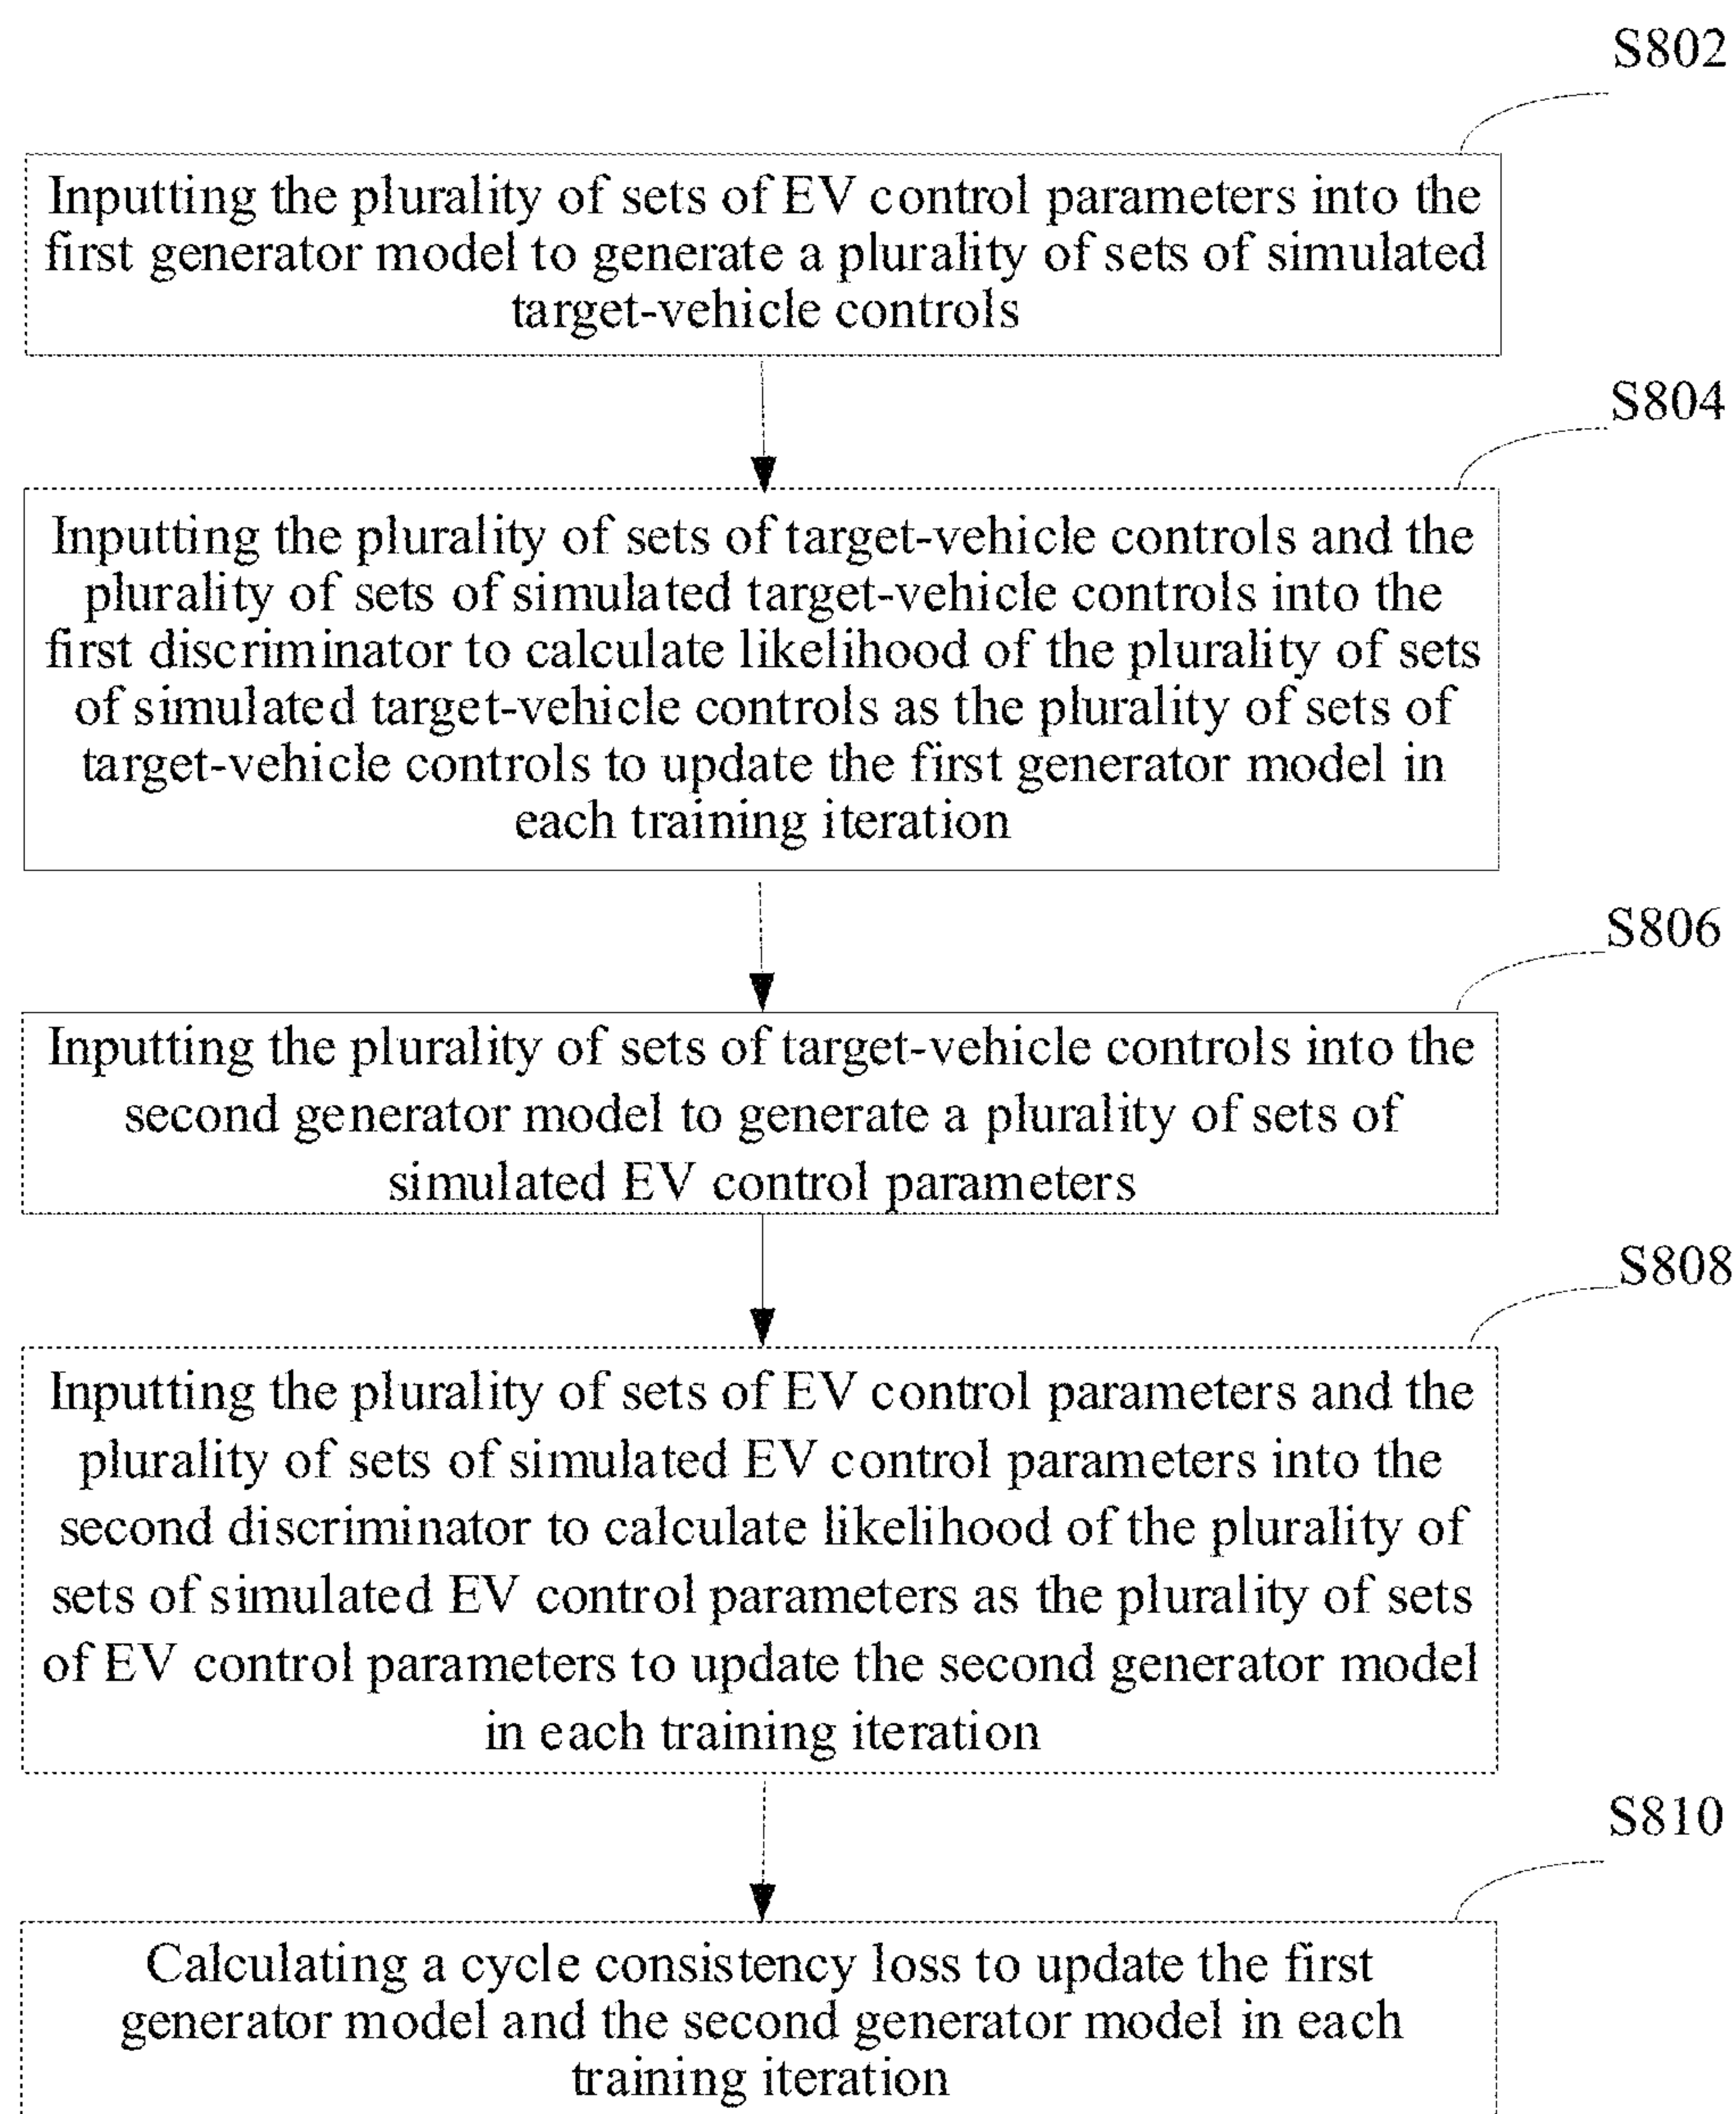 S802
Inputting the plurality of sets of EV control parameters into the
first generator model to generate a plurality of sets of simulated
target-vehicle controls
S804
Inputting the plurality of sets of target-vehicle controls and the
plurality of sets of simulated target-vehicle controls into the
first discriminator to calculate likelihood of the plurality of sets
of simulated target-vehicle controls as the plurality of sets of
target-vehicle controls to update the first generator model in
each training iteration
S806
Inputting the plurality of sets of target-vehicle controls into the
second generator model to generate a plurality of sets of
simulated EV control parameters
S808
Inputting the plurality of sets of EV control parameters and the
plurality of sets of simulated EV control parameters into the
second discriminator to calculate likelihood of the plurality of
sets of simulated EV control parameters as the plurality of sets
of EV control parameters to update the second generator model
in each training iteration
S810
Calculating a cycle consistency loss to update the first
generator model and the second generator model in each
training iteration